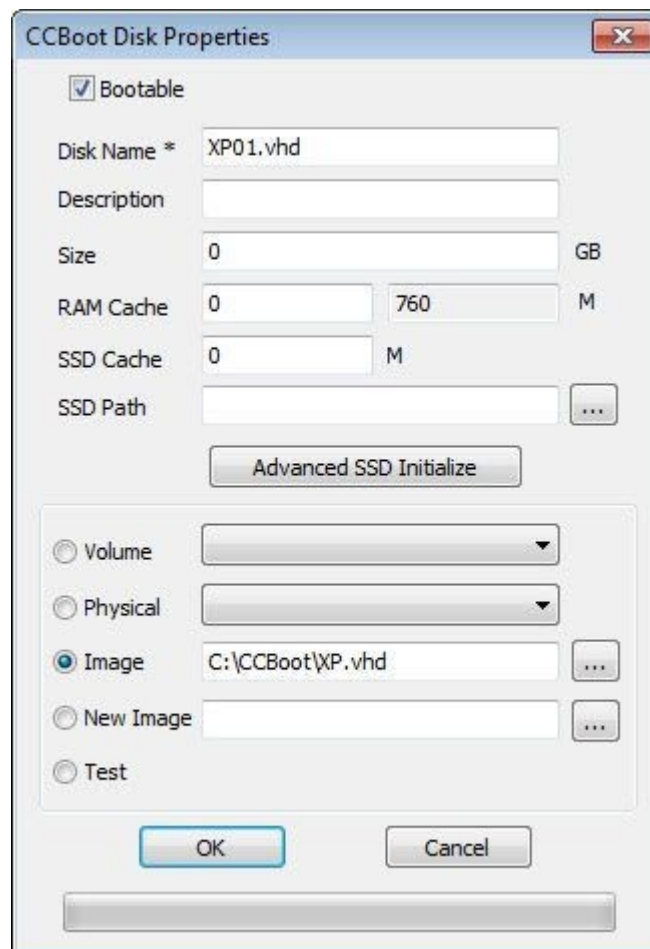 CCBoot Disk Properties
Bootable
Disk Name * XP01.vhd
Description
Size 0 GB
RAM Cache 0 760 M
SSD Cache 0 M
SSD Path ...
Advanced SSD Initialize
Volume
Physical
Image C:\CCBoot\XP.vhd ...
New Image ...
Test
OK Cancel